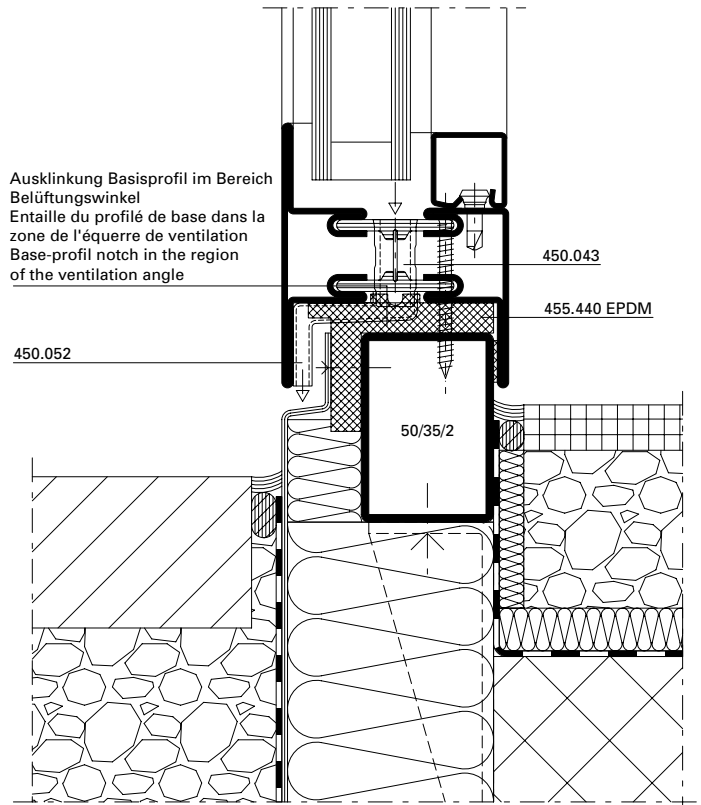 Ausklinkung Basisprofil im Bereich
Belüftungswinkel
Entaille du profilé de base dans la
zone de l'équerre de ventilation
Base-profil notch in the region
of the ventilation angle
450.043
455.440 EPDM
450.052
50/35/2